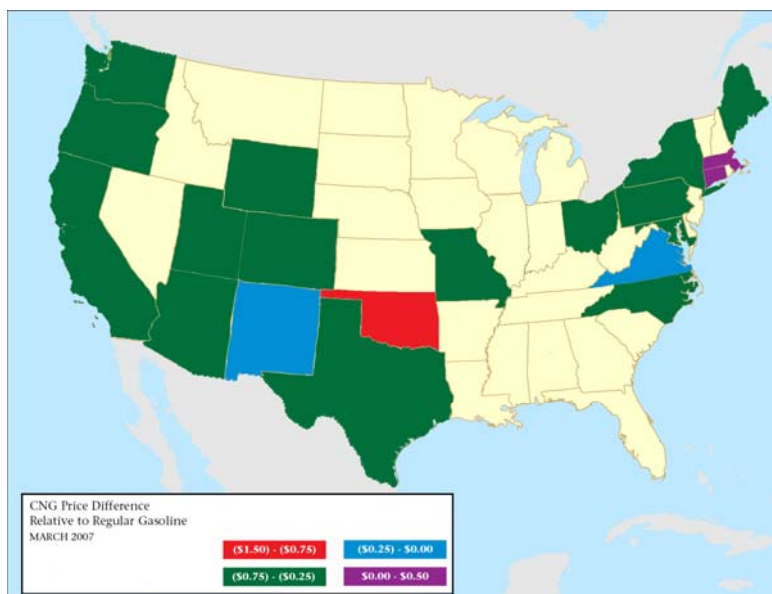 CNG Price Difference
Relative to Regular Gasoline
MARCH 2007
($1.50) - ($0.75)
($0.25) - $0.00
($0.75) - ($0.25)
$0.00 - $0.50